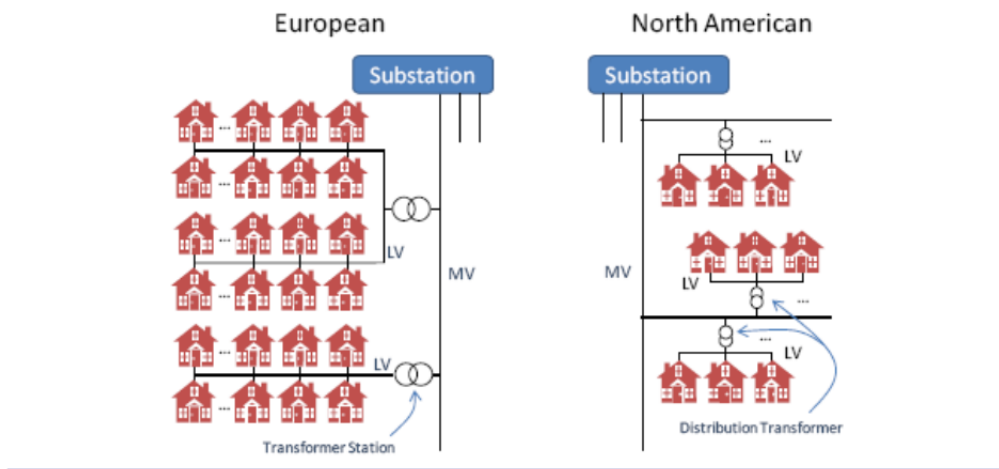 European
North American
Substation
Substation
...
LV
...
...
...
LV
MV
MV
LV
...
...
...
LV
LV
...
...
Transformer Station
Distribution Transformer